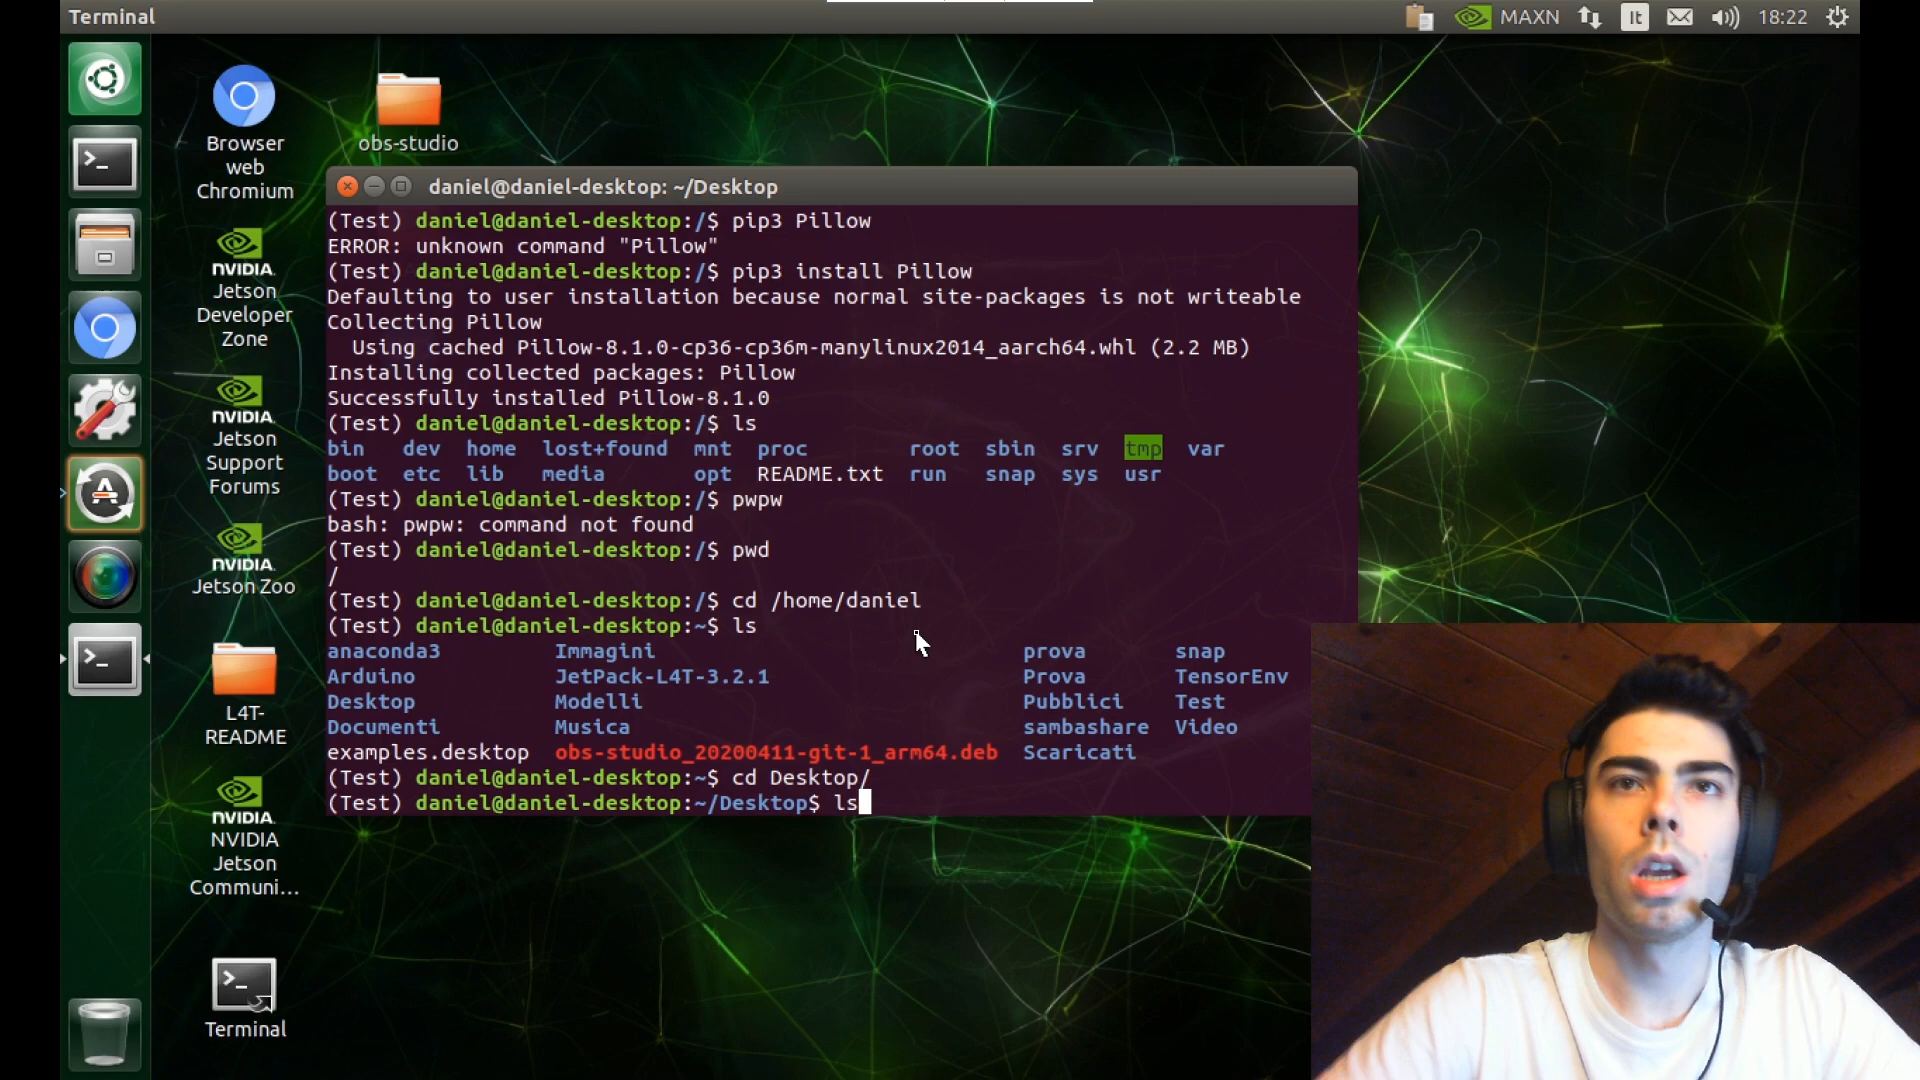 Terminal
MAXN
It
18:22
Browser
web
Chromium
obs-studio
NVIDIA.
Jetson
Developer
Zone
NVIDIA.
Jetson
Support
Forums
NVIDIA.
Jetson Zoo
L4T-
README
NVIDIA.
NVIDIA
Jetson
Communi...
Terminal
daniel@daniel-desktop: ~/Desktop
(Test) daniel@daniel-desktop:/$ pip3 Pillow
ERROR: unknown command "Pillow"
(Test) daniel@daniel-desktop:/$ pip3 install Pillow
Defaulting to user installation because normal site-packages is not writeable
Collecting Pillow
  Using cached Pillow-8.1.0-cp36-cp36m-manylinux2014_aarch64.whl (2.2 MB)
Installing collected packages: Pillow
Successfully installed Pillow-8.1.0
(Test) daniel@daniel-desktop:/$ ls
bin dev home lost+found mnt proc root sbin srv tmp var
boot etc lib media opt README.txt run snap sys usr
(Test) daniel@daniel-desktop:/$ pwpw
bash: pwpw: command not found
(Test) daniel@daniel-desktop:/$ pwd
/
(Test) daniel@daniel-desktop:/$ cd /home/daniel
(Test) daniel@daniel-desktop:~$ ls
anaconda3 Immagini prova snap
Arduino JetPack-L4T-3.2.1 Prova TensorEnv
Desktop Modelli Pubblici Test
Documenti Musica sambashare Video
examples.desktop obs-studio_20200411-git-1_arm64.deb Scaricati
(Test) daniel@daniel-desktop:~$ cd Desktop/
(Test) daniel@daniel-desktop:~/Desktop$ ls